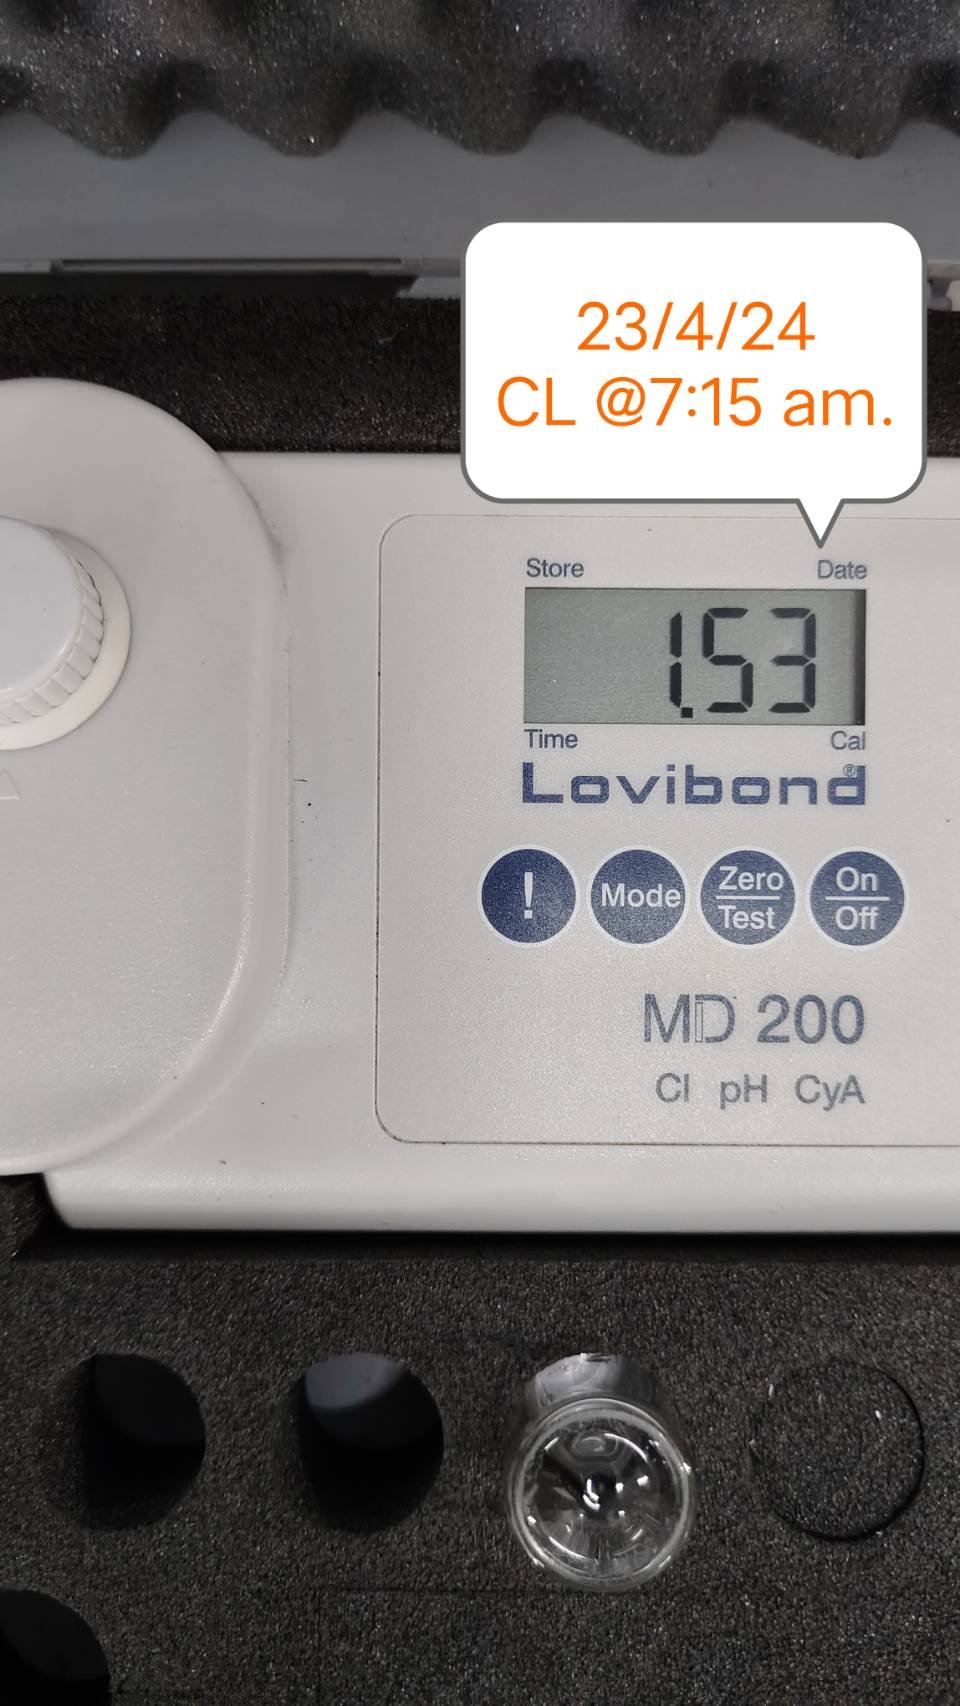 23/4/24
CL @7:15 am.
Store Date
1.53
Time Cal
Lovibond®
! Mode Zero Test On Off
MD 200
Cl pH CyA